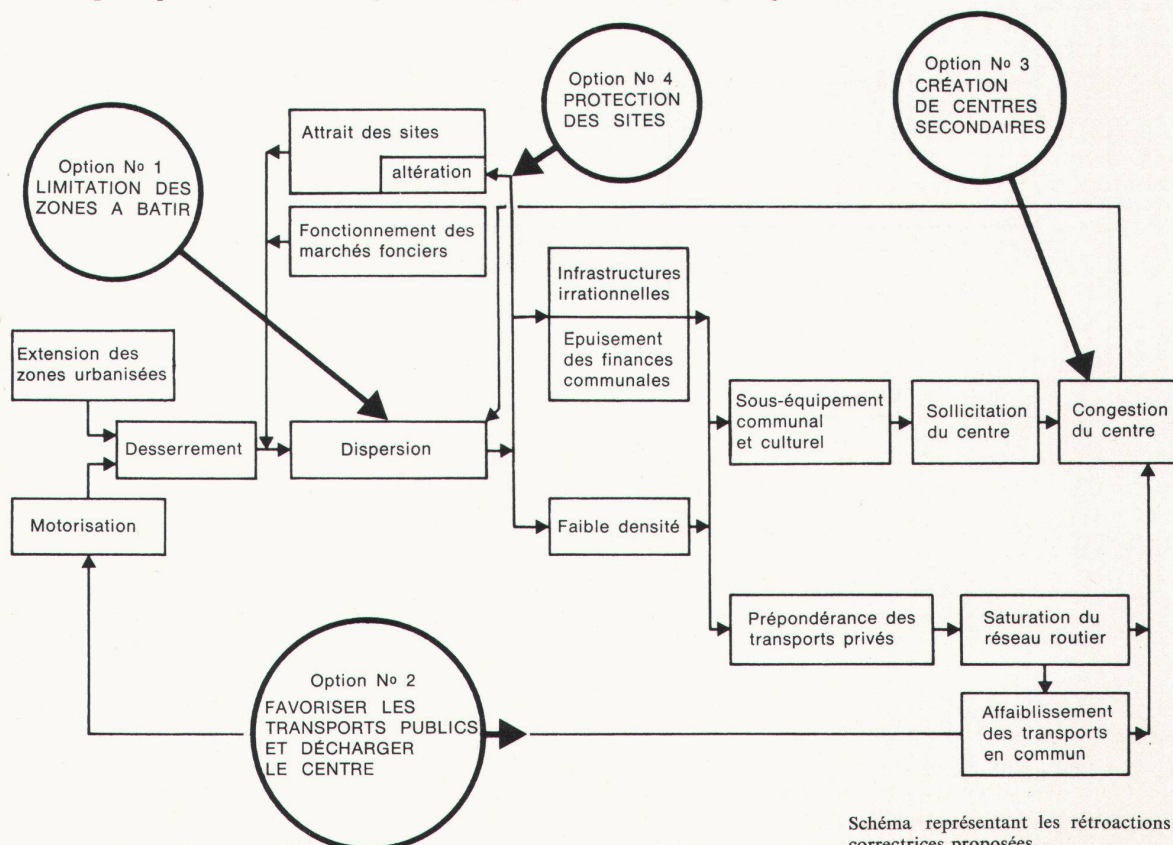 Option No 4
PROTECTION
DES SITES
Option No 3
CRÉATION
DE CENTRES
SECONDAIRES
Option No 1
LIMITATION DES
ZONES A BATIR
Attrait des sites
altération
Fonctionnement des
marchés fonciers
Infrastructures
irrationnelles
Epuisement
des finances
communales
Extension des
zones urbanisées
Desserrement
Dispersion
Sous-équipement
communal
et culturel
Sollicitation
du centre
Congestion
du centre
Motorisation
Faible densité
Prépondérance des
transports privés
Saturation du
réseau routier
Option No 2
FAVORISER LES
TRANSPORTS PUBLICS
ET DÉCHARGER
LE CENTRE
Affaiblissement
des transports
en commun
Schéma représentant les rétroactions
correctrices proposées